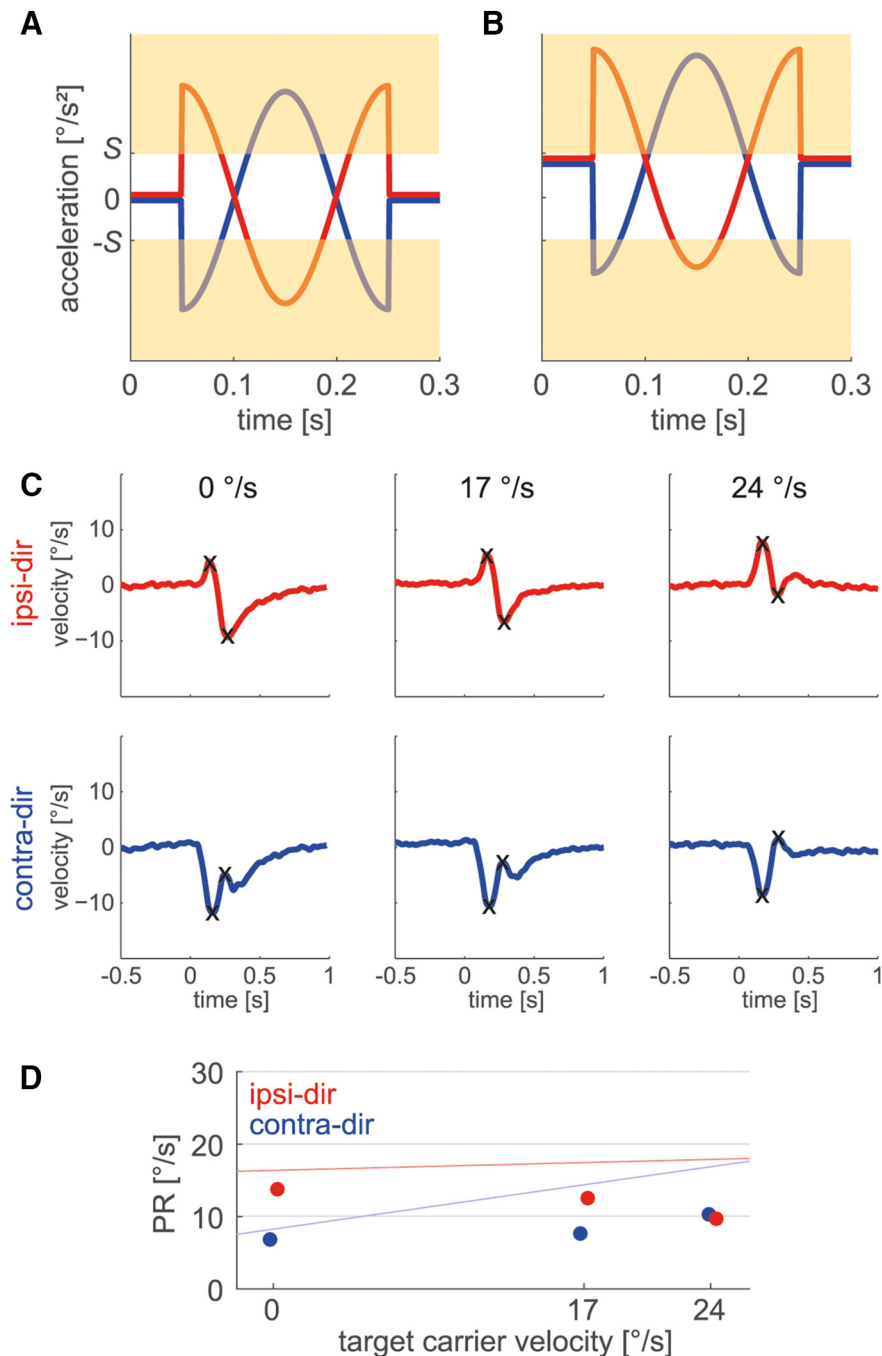 A
B
acceleration [°/s²]
S
0
-S
0
0.1
0.2
0.3
0
0.1
0.2
0.3
time [s]
time [s]
C
0 °/s
17 °/s
24 °/s
ipsi-dir
velocity [°/s]
10
0
−10
contra-dir
velocity [°/s]
10
0
−10
-0.5
0
0.5
1
-0.5
0
0.5
1
-0.5
0
0.5
1
time [s]
time [s]
time [s]
D
PR [°/s]
30
20
10
0
ipsi-dir
contra-dir
0
17
24
target carrier velocity [°/s]